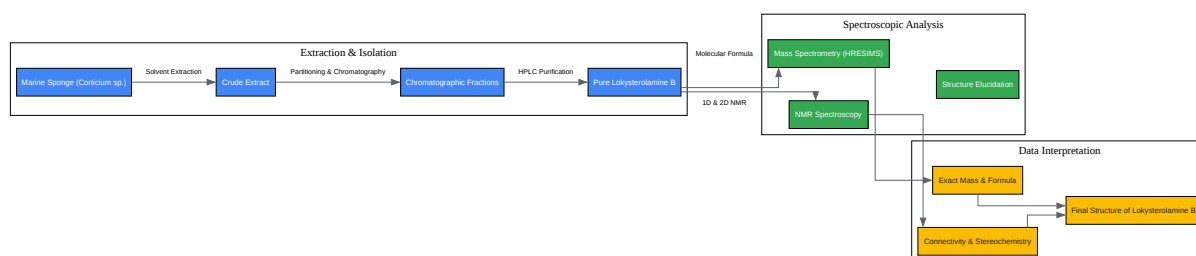 Extraction & Isolation
Marine Sponge (Corticium sp.)
Solvent Extraction
Crude Extract
Partitioning & Chromatography
Chromatographic Fractions
HPLC Purification
Pure Lokysterolamine B
Molecular Formula
1D & 2D NMR
Spectroscopic Analysis
Mass Spectrometry (HRESIMS)
Structure Elucidation
NMR Spectroscopy
Data Interpretation
Exact Mass & Formula
Final Structure of Lokysterolamine B
Connectivity & Stereochemistry